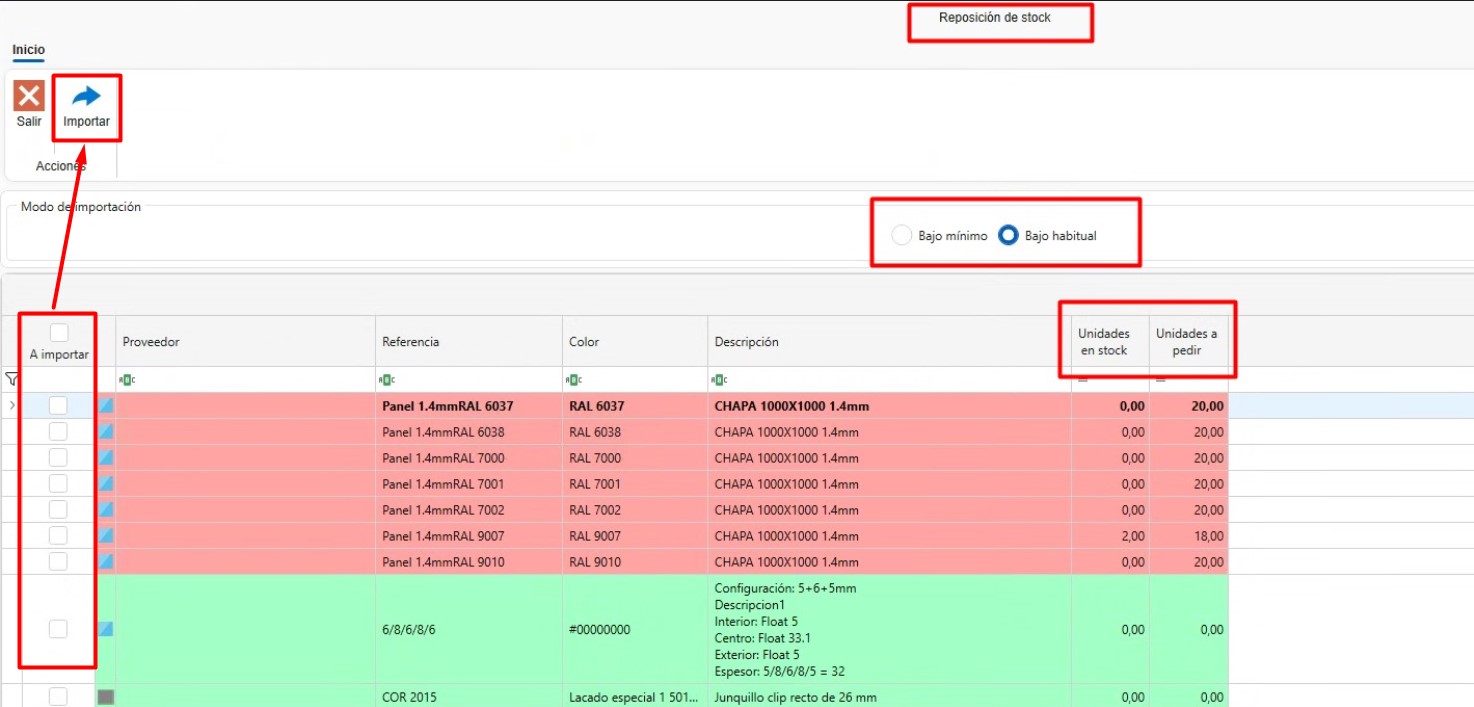 Reposición de stock
Inicio
Salir
Importar
Acciones
Modo de importación
Bajo mínimo
Bajo habitual
A importar
Proveedor
Referencia
Color
Descripción
Unidades en stock
Unidades a pedir
Panel 1.4mmRAL 6037 RAL 6037 CHAPA 1000X1000 1.4mm 0,00 20,00
Panel 1.4mmRAL 6038 RAL 6038 CHAPA 1000X1000 1.4mm 0,00 20,00
Panel 1.4mmRAL 7000 RAL 7000 CHAPA 1000X1000 1.4mm 0,00 20,00
Panel 1.4mmRAL 7001 RAL 7001 CHAPA 1000X1000 1.4mm 0,00 20,00
Panel 1.4mmRAL 7002 RAL 7002 CHAPA 1000X1000 1.4mm 0,00 20,00
Panel 1.4mmRAL 9007 RAL 9007 CHAPA 1000X1000 1.4mm 2,00 18,00
Panel 1.4mmRAL 9010 RAL 9010 CHAPA 1000X1000 1.4mm 0,00 20,00
Configuración: 5+6+5mm
Descripcion1
Interior: Float 5
6/8/6/8/6 #00000000 Centro: Float 33.1 0,00 0,00
Exterior: Float 5
Espesor: 5/8/6/8/5 = 32
COR 2015 Lacado especial 1 501... Junquillo clip recto de 26 mm 0,00 0,00